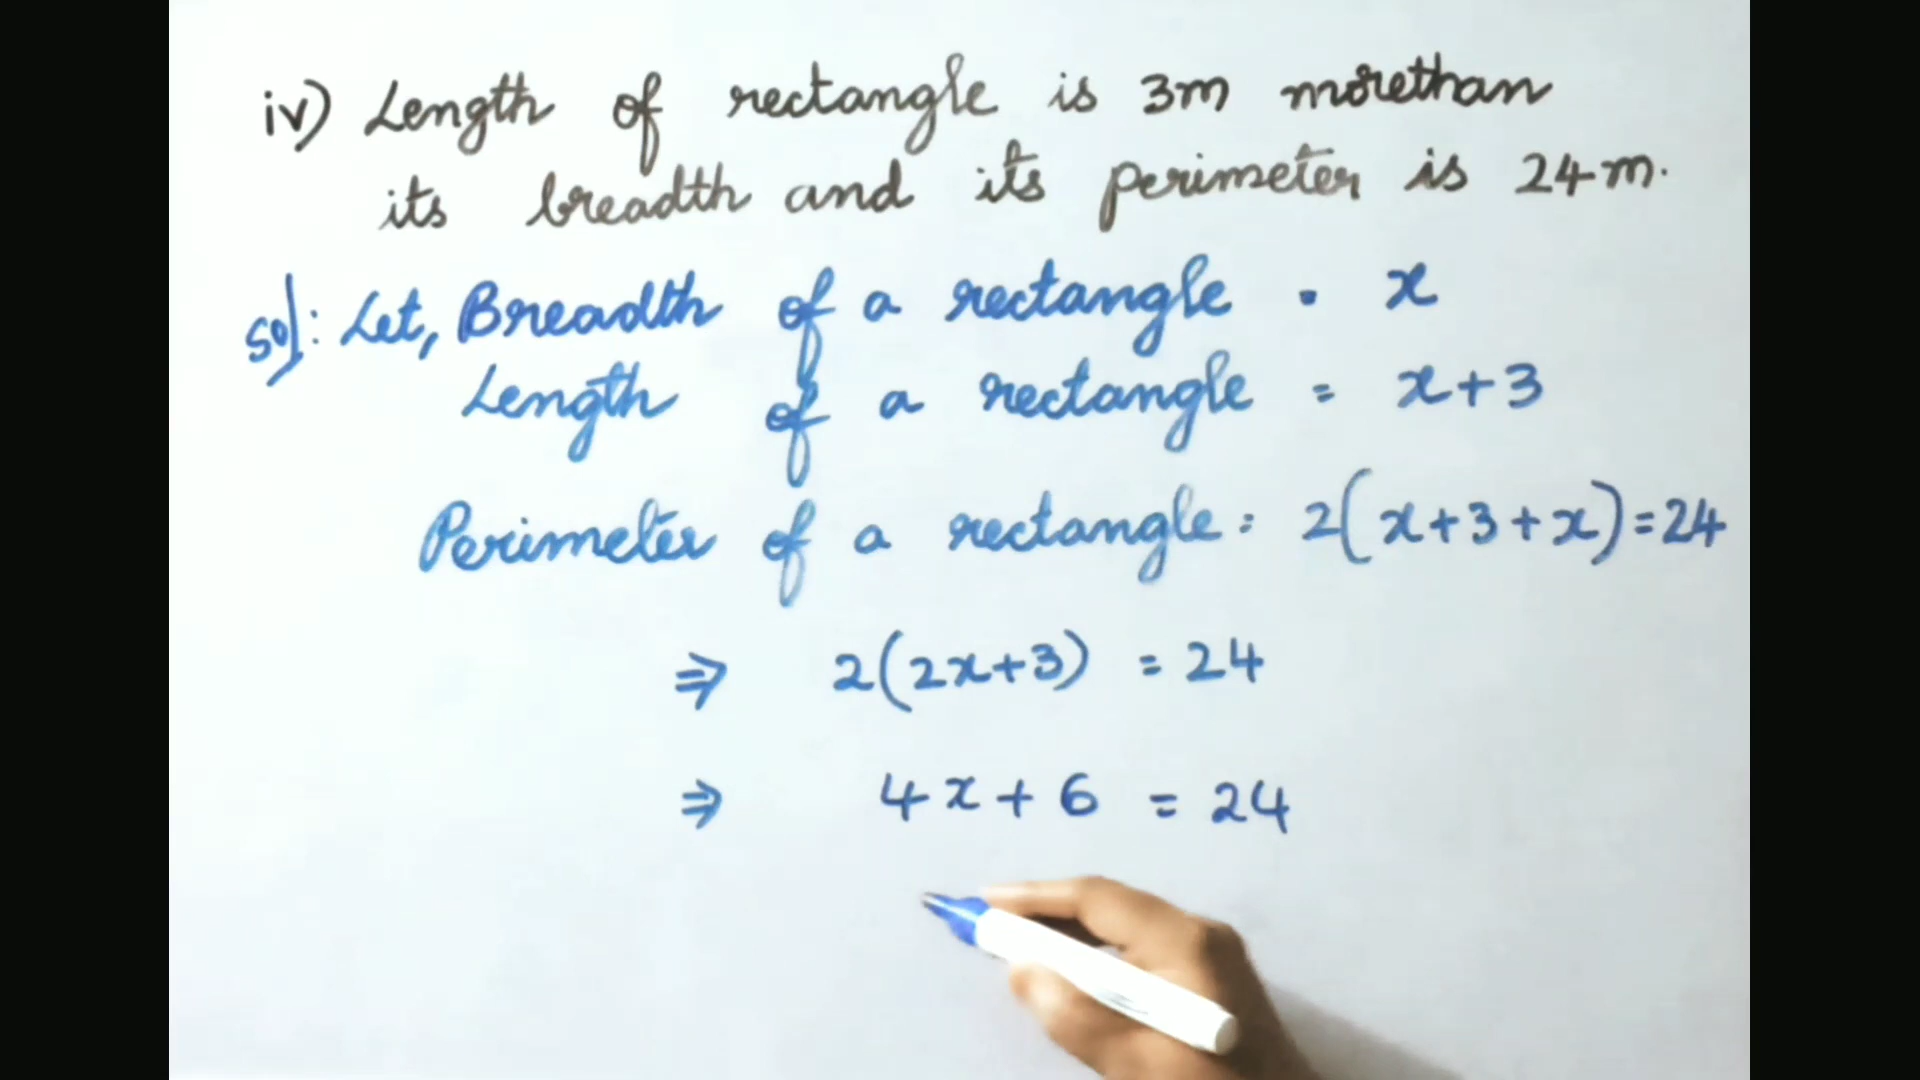 iv) Length of rectangle is 3m morethan
its breadth and its perimeter is 24m.
Sol: Let, Breadth of a rectangle = x
Length of a rectangle = x+3
Perimeter of a rectangle = 2(x+3+x)=24
⇒ 2(2x+3) = 24
⇒ 4x+6 = 24